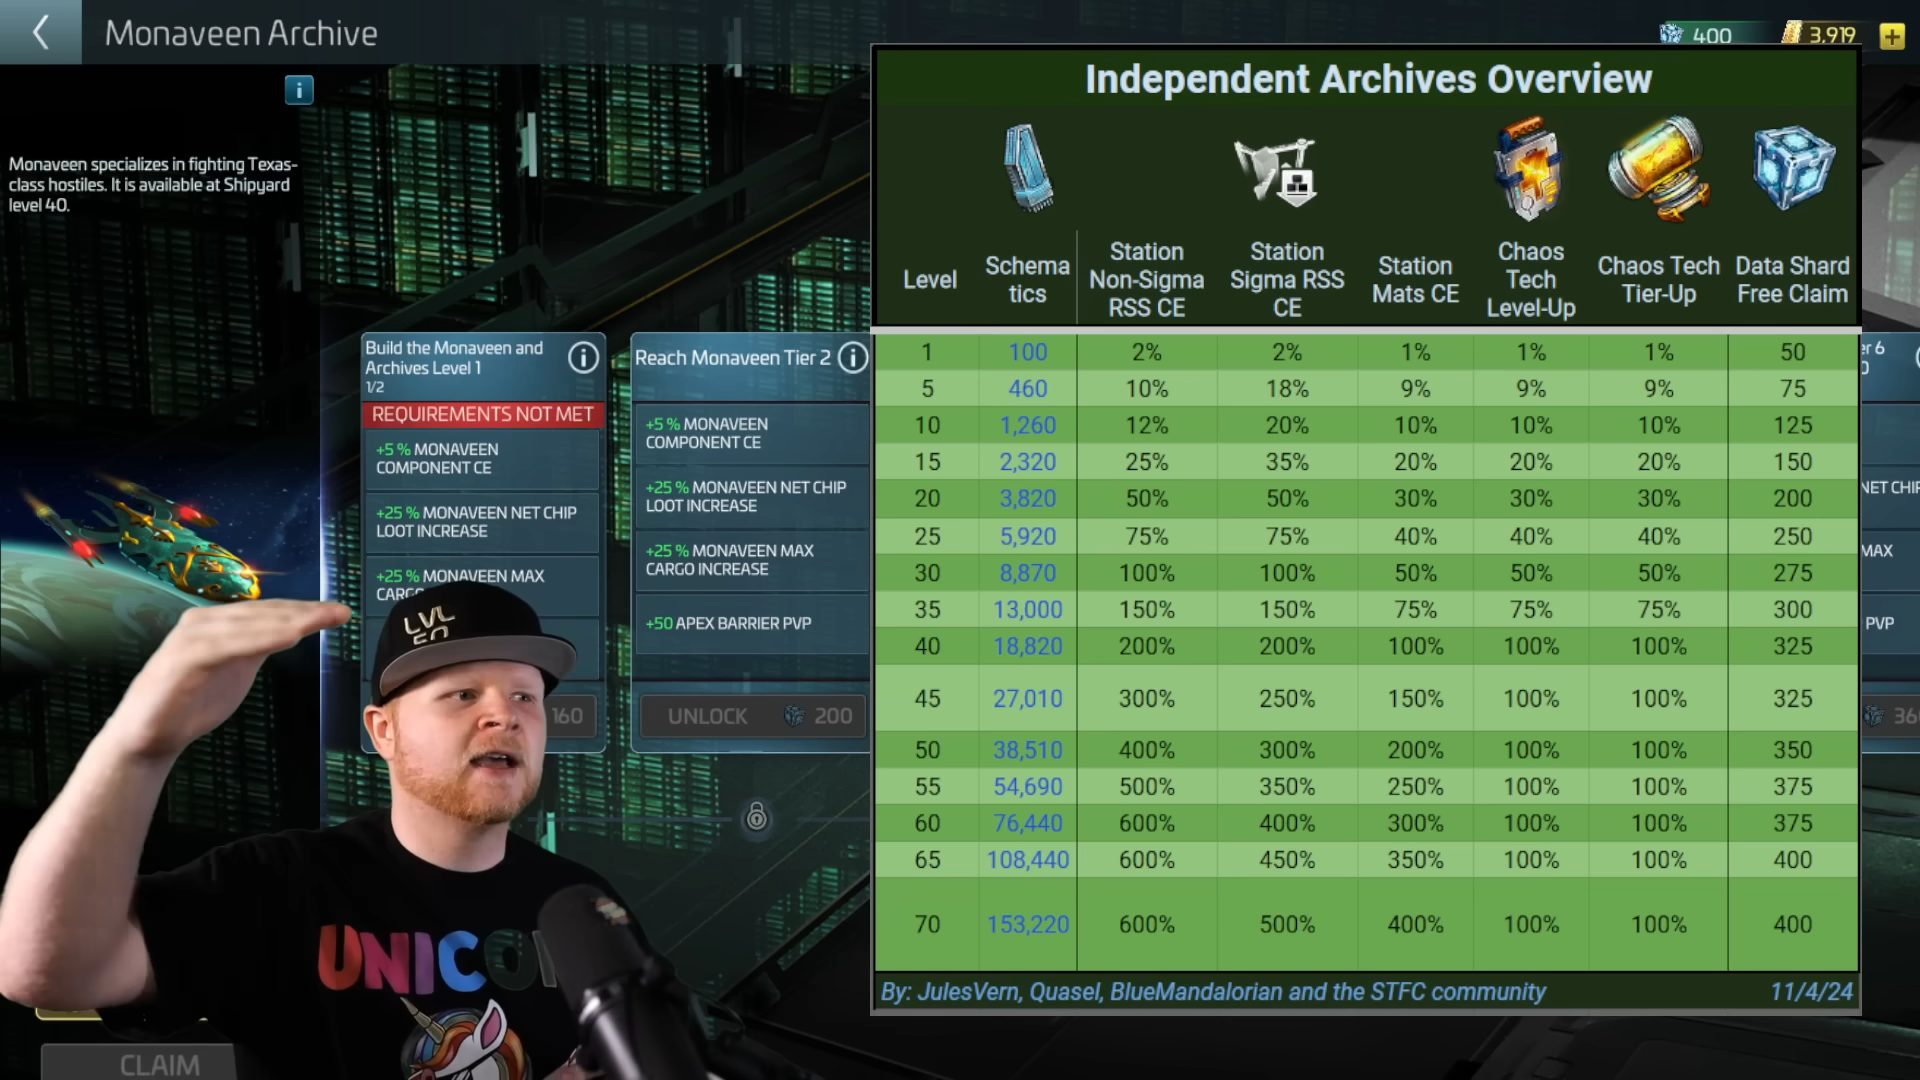 Monaveen Archive
400
3,919
Monaveen specializes in fighting Texas-
class hostiles. It is available at Shipyard
level 40.
Build the Monaveen and
Archives Level 1
1/2
REQUIREMENTS NOT MET
+5 % MONAVEEN
COMPONENT CE
+25 % MONAVEEN NET CHIP
LOOT INCREASE
+25 % MONAVEEN MAX
160
Reach Monaveen Tier 2
+5 % MONAVEEN
COMPONENT CE
+25 % MONAVEEN NET CHIP
LOOT INCREASE
+25 % MONAVEEN MAX
CARGO INCREASE
+50 APEX BARRIER PVP
UNLOCK 200
Independent Archives Overview
Level Schema tics Station Non-Sigma RSS CE Station Sigma RSS CE Station Mats CE Chaos Tech Level-Up Chaos Tech Tier-Up Data Shard Free Claim
1 100 2% 2% 1% 1% 1% 50
5 460 10% 18% 9% 9% 9% 75
10 1,260 12% 20% 10% 10% 10% 125
15 2,320 25% 35% 20% 20% 20% 150
20 3,820 50% 50% 30% 30% 30% 200
25 5,920 75% 75% 40% 40% 40% 250
30 8,870 100% 100% 50% 50% 50% 275
35 13,000 150% 150% 75% 75% 75% 300
40 18,820 200% 200% 100% 100% 100% 325
45 27,010 300% 250% 150% 100% 100% 325
50 38,510 400% 300% 200% 100% 100% 350
55 54,690 500% 350% 250% 100% 100% 375
60 76,440 600% 400% 300% 100% 100% 375
65 108,440 600% 450% 350% 100% 100% 400
70 153,220 600% 500% 400% 100% 100% 400
By: JulesVern, Quasel, BlueMandalorian and the STFC community 11/4/24
NET CHIP
MAX
PVP
LVL
UNICO
CLAIM